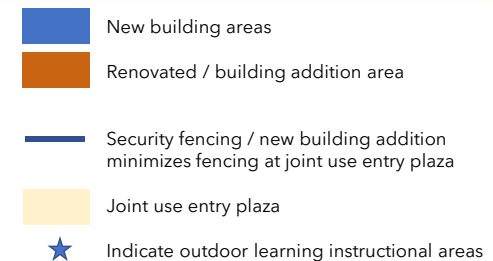 New building areas
Renovated / building addition area
Security fencing / new building addition
minimizes fencing at joint use entry plaza
Joint use entry plaza
Indicate outdoor learning instructional areas